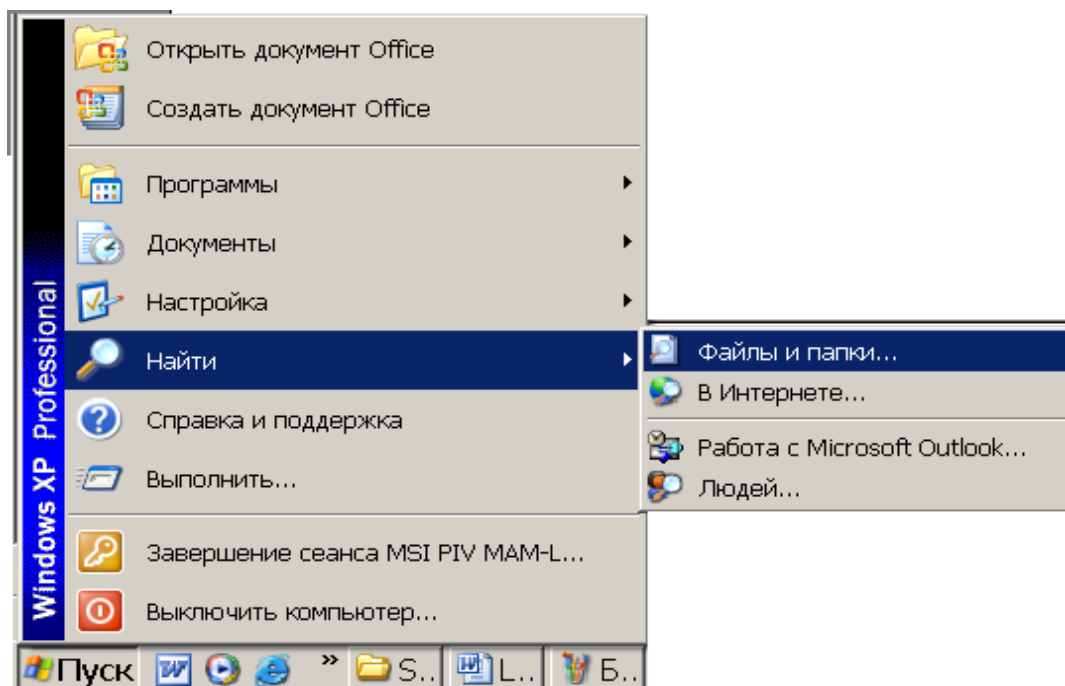 Открыть документ Office
Создать документ Office
Программы
Документы
Настройка
Найти
Файлы и папки...
В Интернете...
Работа с Microsoft Outlook...
Людей...
Справка и поддержка
Выполнить...
Завершение сеанса MSI PIV MAM-L...
Выключить компьютер...
Windows XP Professional
Пуск » S.. L.. Б..